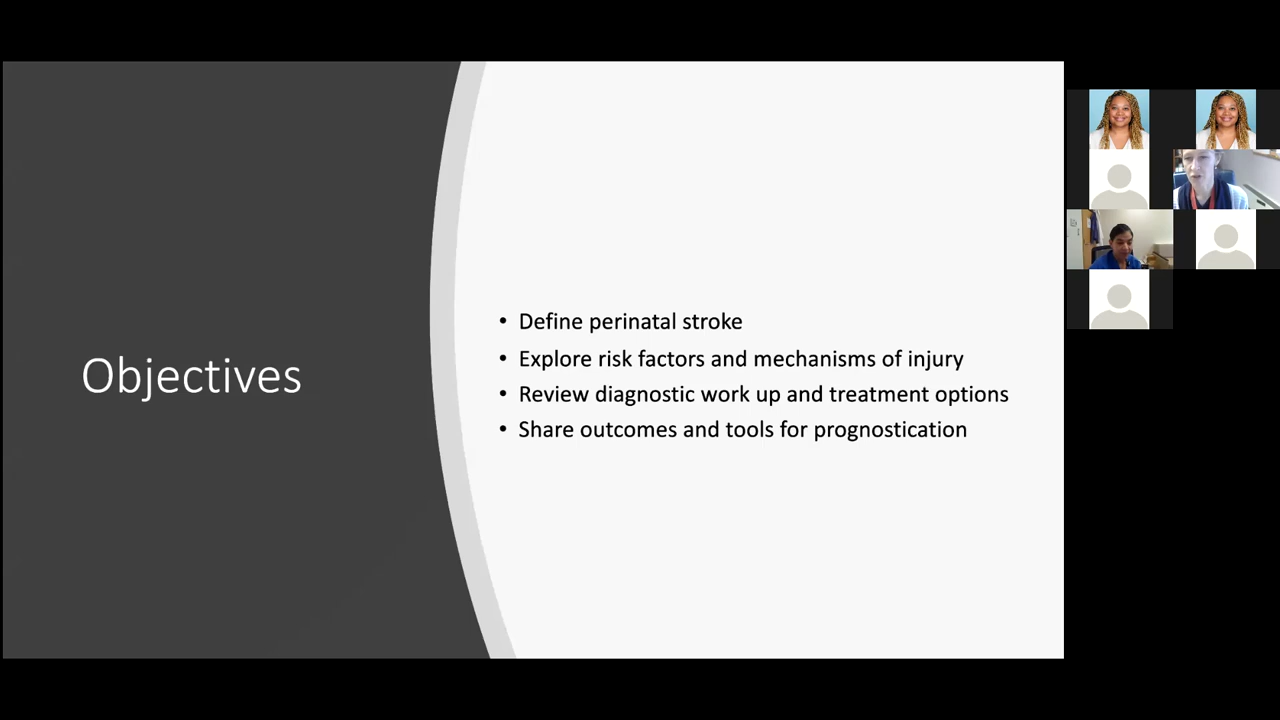 Objectives
• Define perinatal stroke
• Explore risk factors and mechanisms of injury
• Review diagnostic work up and treatment options
• Share outcomes and tools for prognostication